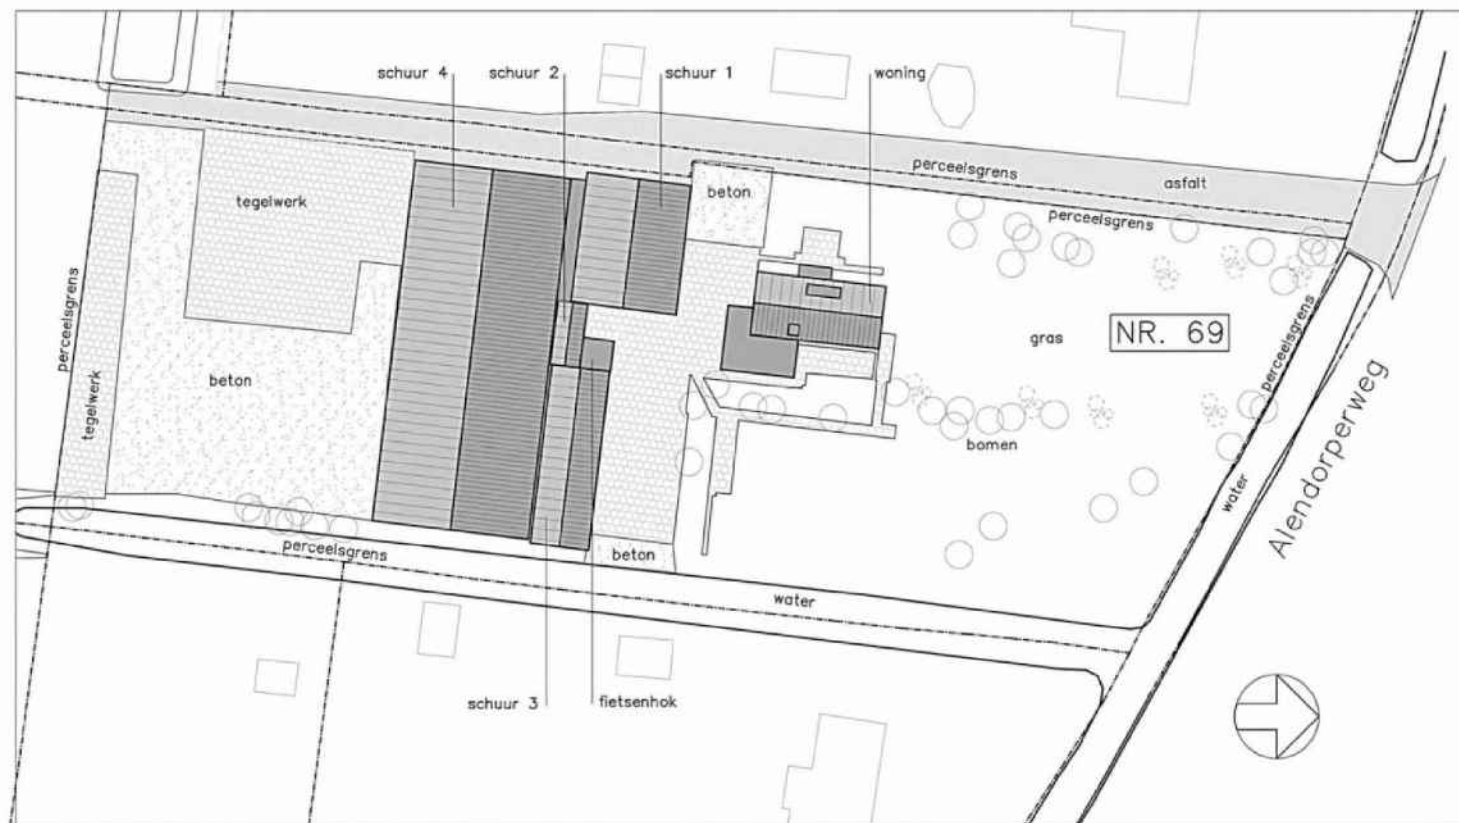 schuur 4
schuur 2
schuur 1
woning
perceelsgrens
asfalt
beton
tegelwerk
perceelsgrens
perceelsgrens
perceelsgrens
gras
NR. 69
beton
tegelwerk
Alendorperweg
bomen
water
perceelsgrens
beton
water
schuur 3
fietsenhok